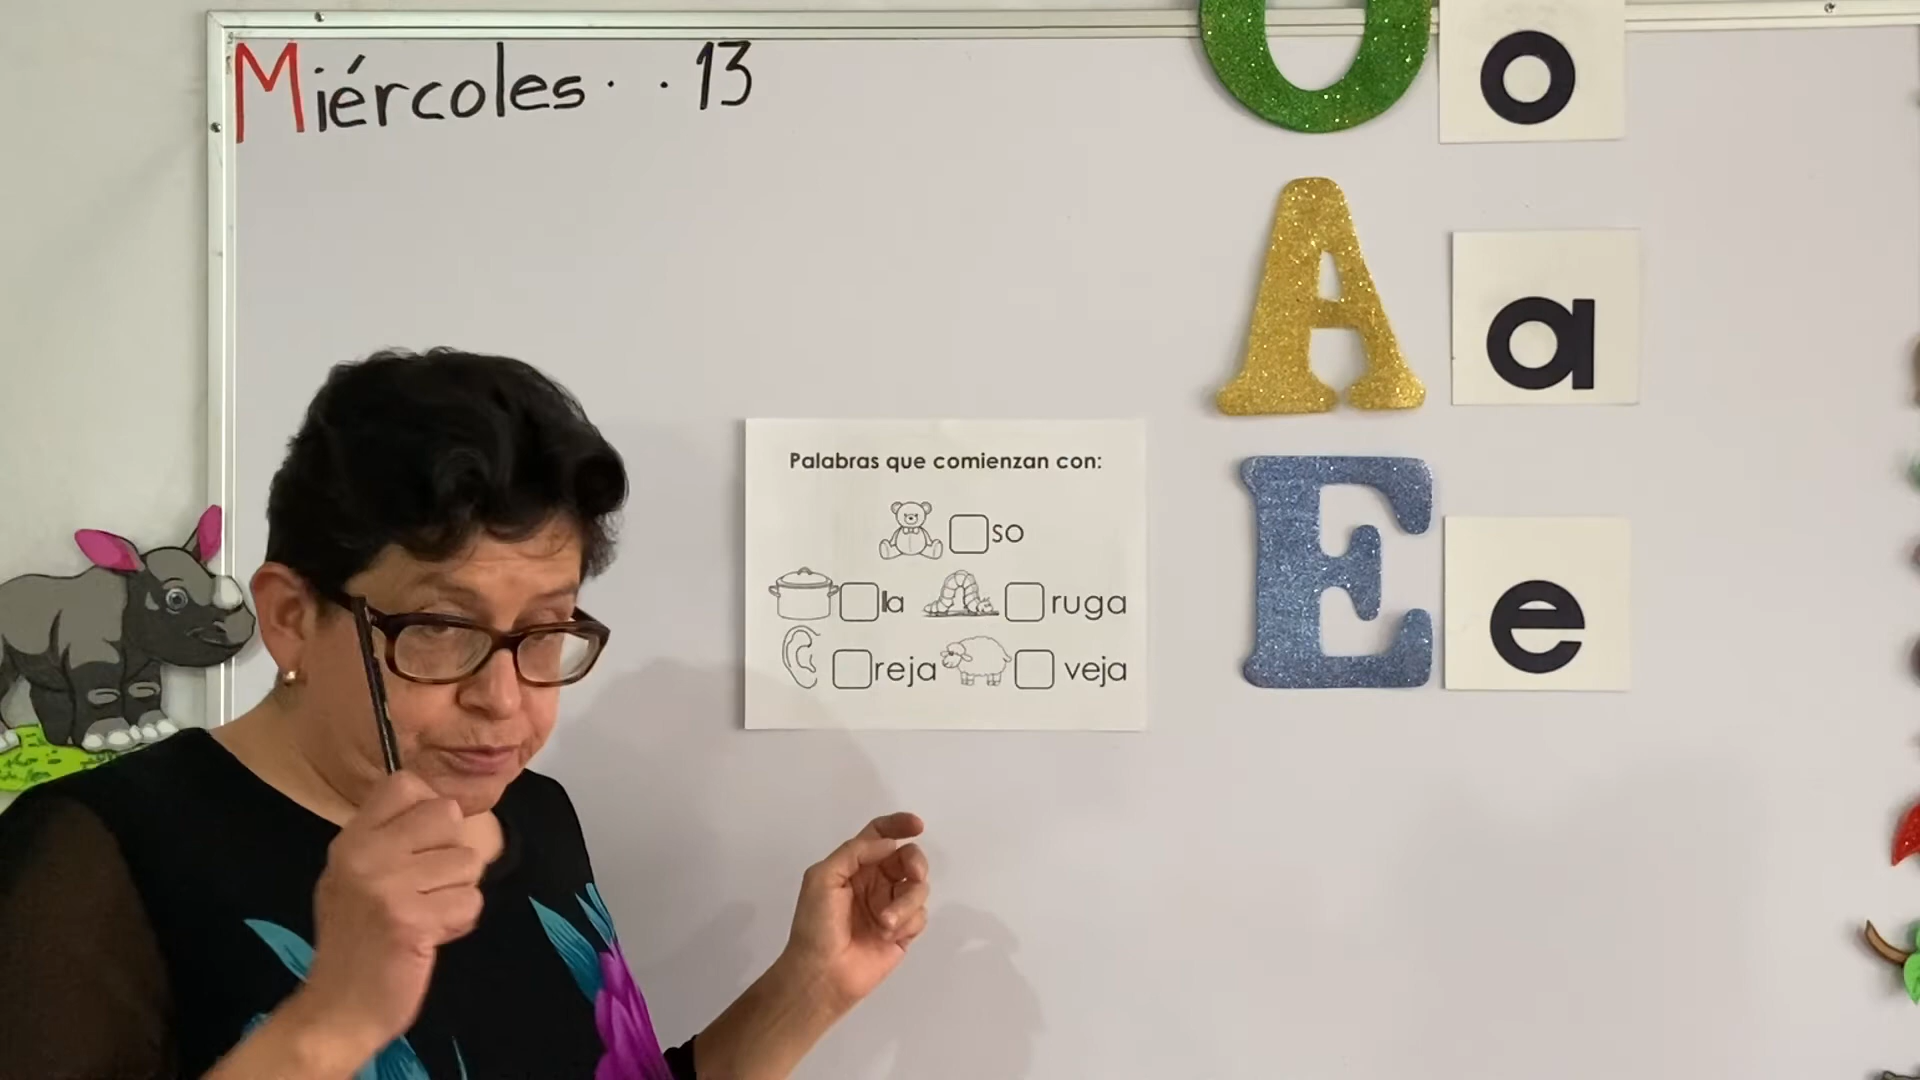 Miércoles 13
O o
A a
E e
Palabras que comienzan con:
so
lla
ruga
reja
veja